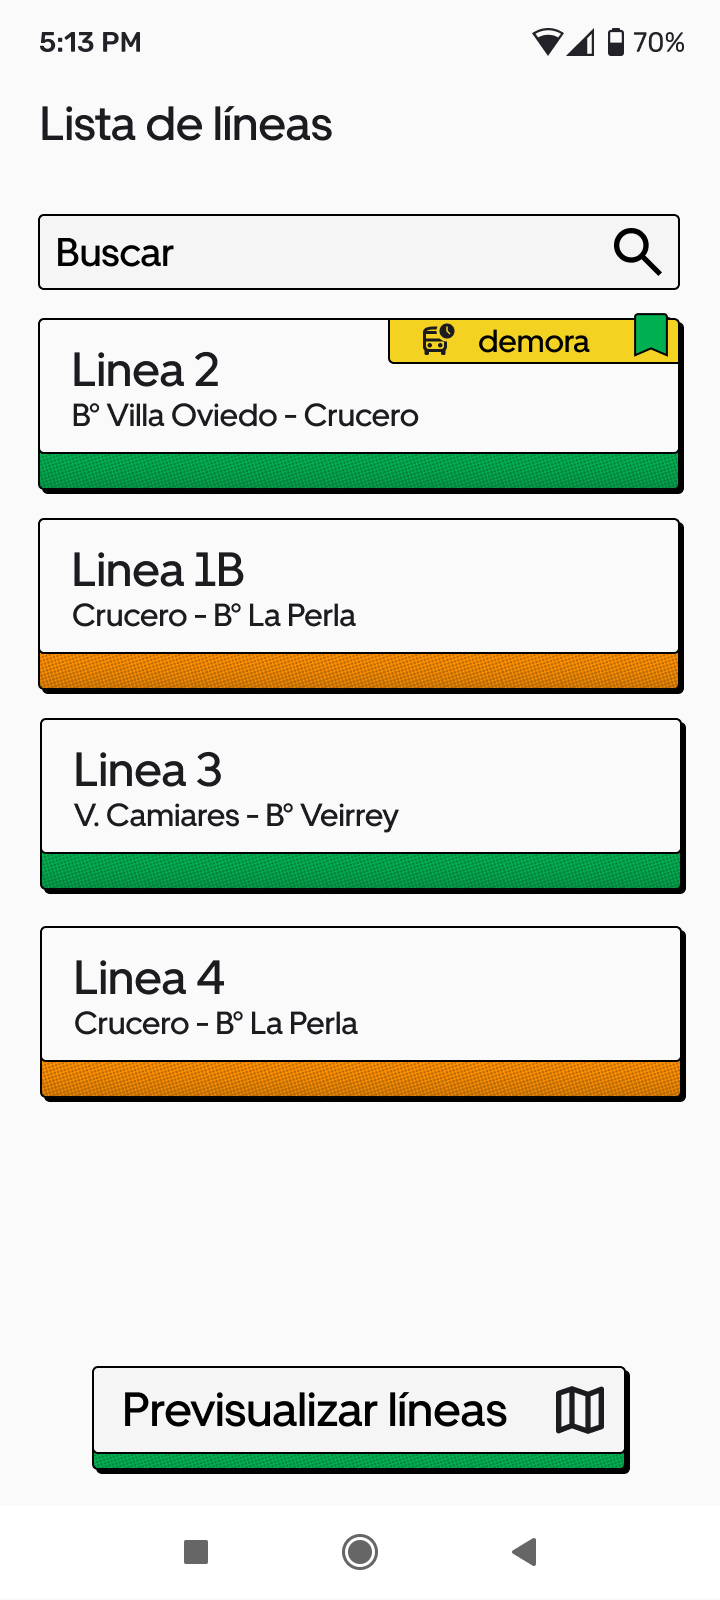 5:13 PM 70%
Lista de líneas
Buscar
demora
Linea 2
B° Villa Oviedo - Crucero
Linea 1B
Crucero - B° La Perla
Linea 3
V. Camiares - B° Veirrey
Linea 4
Crucero - B° La Perla
Previsualizar líneas